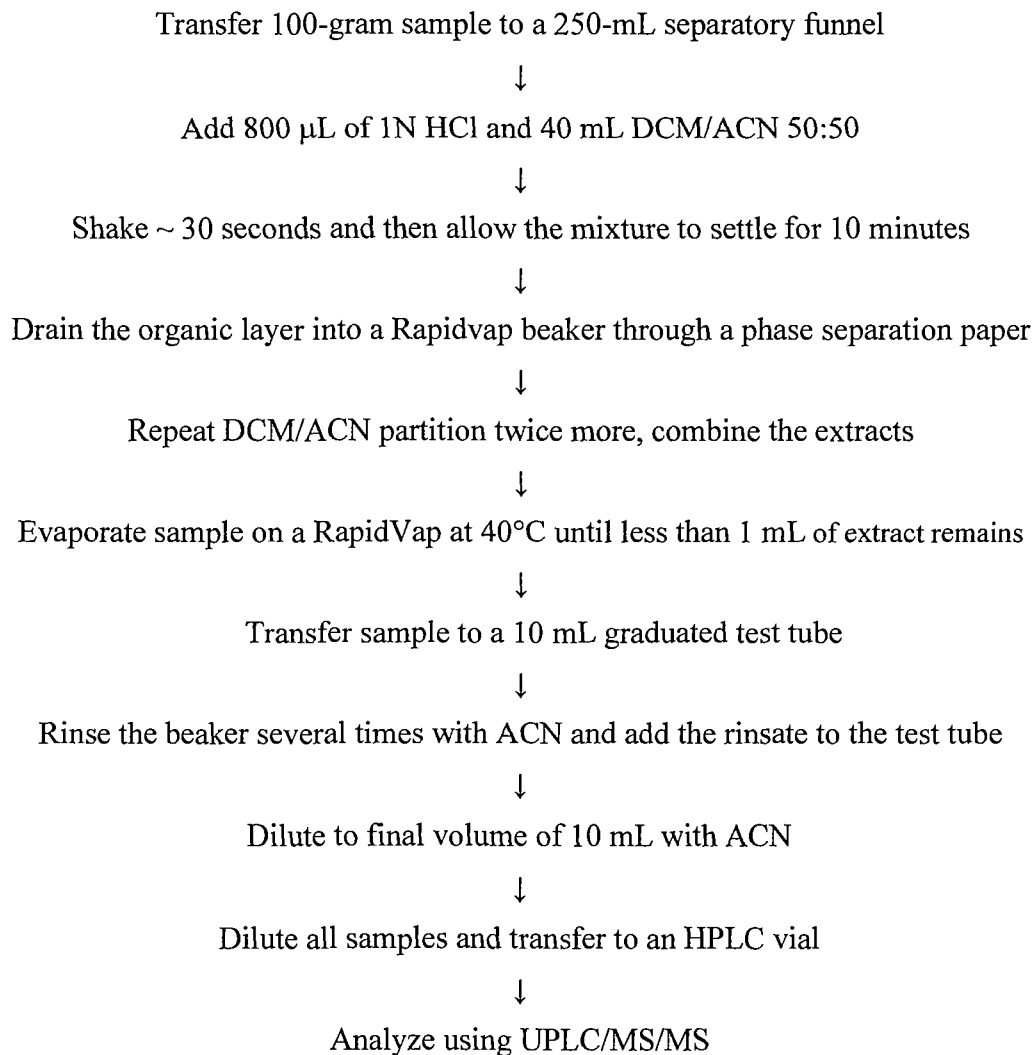 Transfer 100-gram sample to a 250-mL separatory funnel
↓
Add 800 μL of 1N HCl and 40 mL DCM/ACN 50:50
↓
Shake ~ 30 seconds and then allow the mixture to settle for 10 minutes
↓
Drain the organic layer into a Rapidvap beaker through a phase separation paper
↓
Repeat DCM/ACN partition twice more, combine the extracts
↓
Evaporate sample on a RapidVap at 40°C until less than 1 mL of extract remains
↓
Transfer sample to a 10 mL graduated test tube
↓
Rinse the beaker several times with ACN and add the rinsate to the test tube
↓
Dilute to final volume of 10 mL with ACN
↓
Dilute all samples and transfer to an HPLC vial
↓
Analyze using UPLC/MS/MS